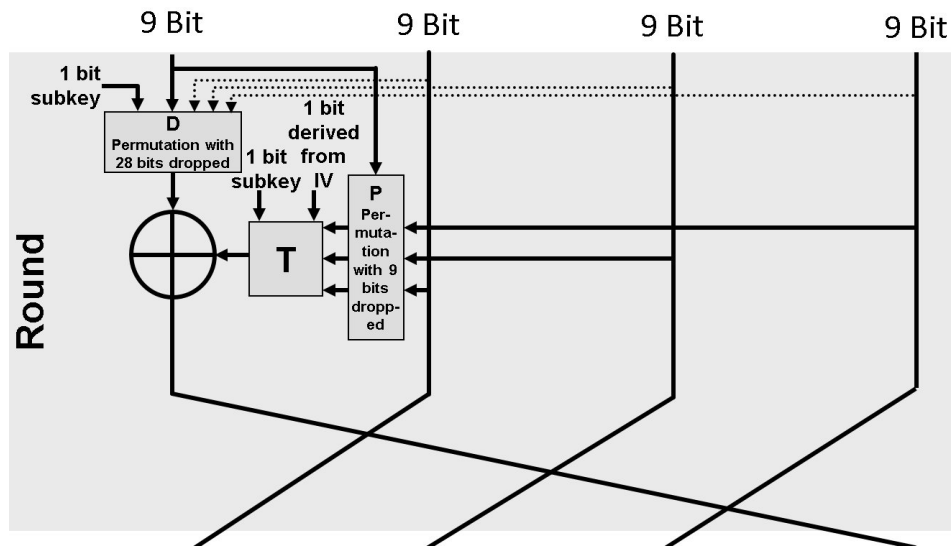 9 Bit
9 Bit
9 Bit
9 Bit
1 bit
subkey
D
Permutation with
28 bits dropped
1 bit
derived
from
IV
1 bit
subkey
P
Per-
muta-
tion
with 9
bits
dropp-
ed
T
Round